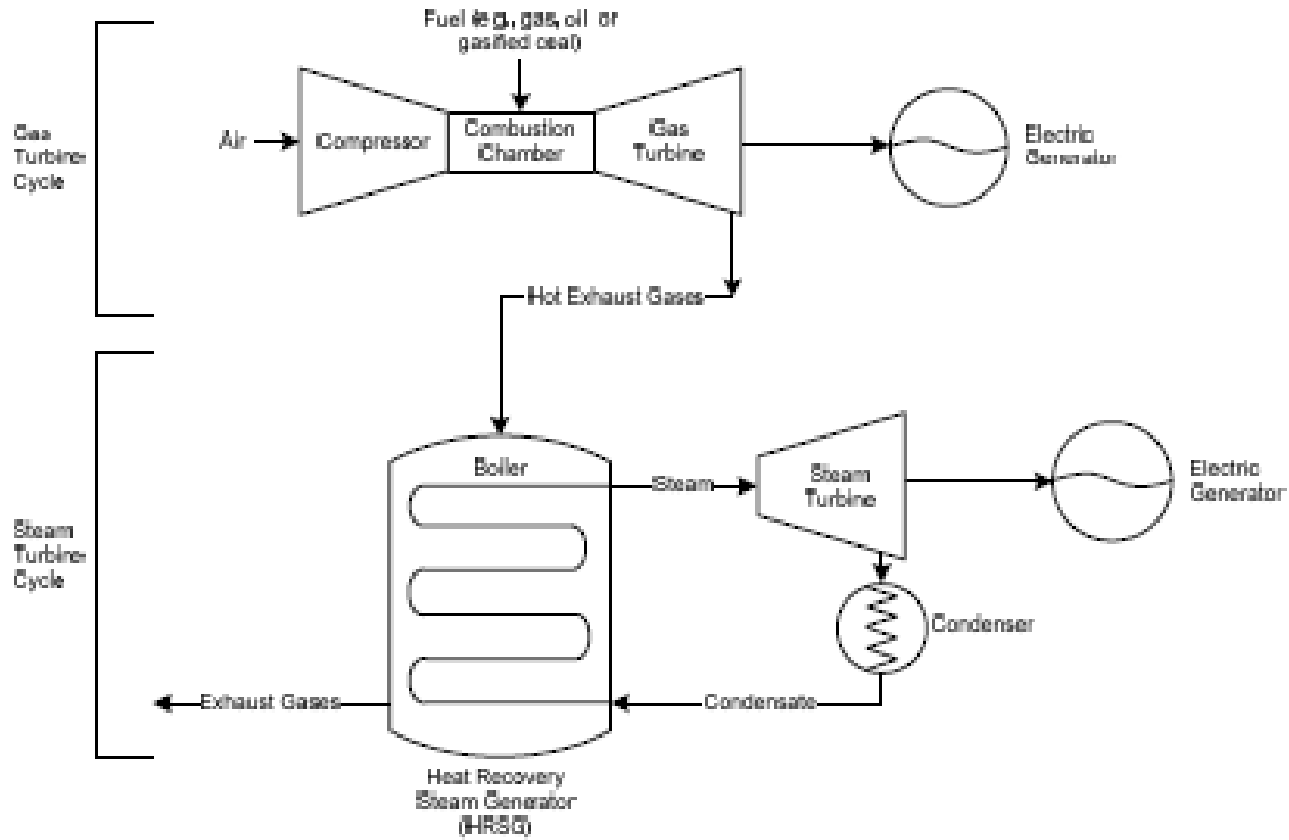 Fuel (e.g., gas, oil or
gasified coal)
Gas
Turbine
Cycle
Air
Compressor
Combustion
Chamber
Gas
Turbine
Electric
Generator
Hot Exhaust Gases
Steam
Turbine
Cycle
Boiler
Steam
Steam
Turbine
Electric
Generator
Condenser
Exhaust Gases
Condensate
Heat Recovery
Steam Generator
(HRSG)